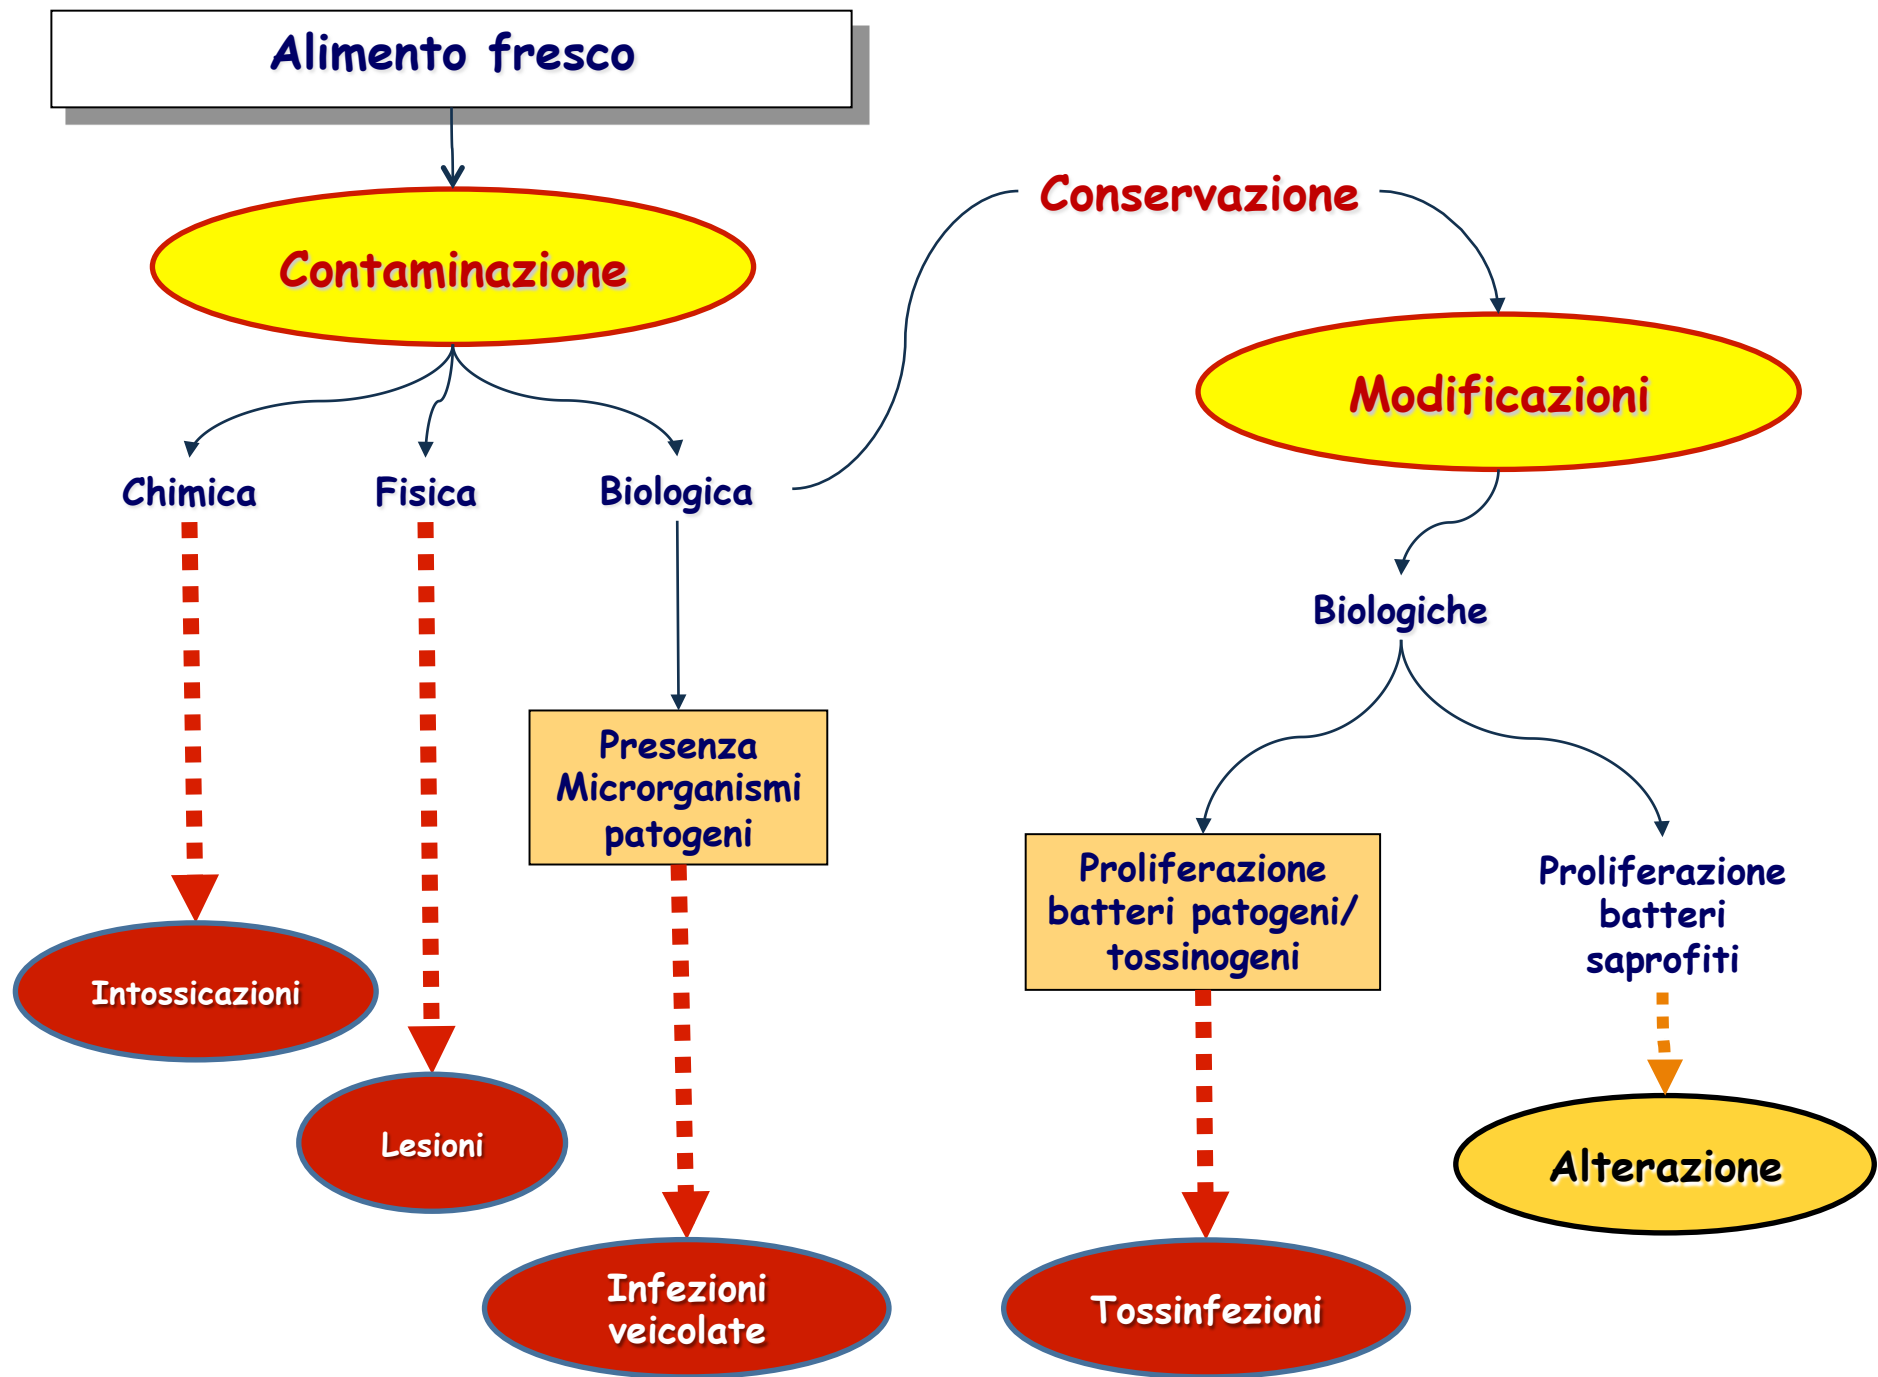 Alimento fresco
Conservazione
Contaminazione
Modificazioni
Chimica
Fisica
Biologica
Biologiche
Presenza
Microrganismi
patogeni
Proliferazione
batteri patogeni/
tossinogeni
Proliferazione
batteri
saprofiti
Intossicazioni
Lesioni
Alterazione
Infezioni
veicolate
Tossinfezioni